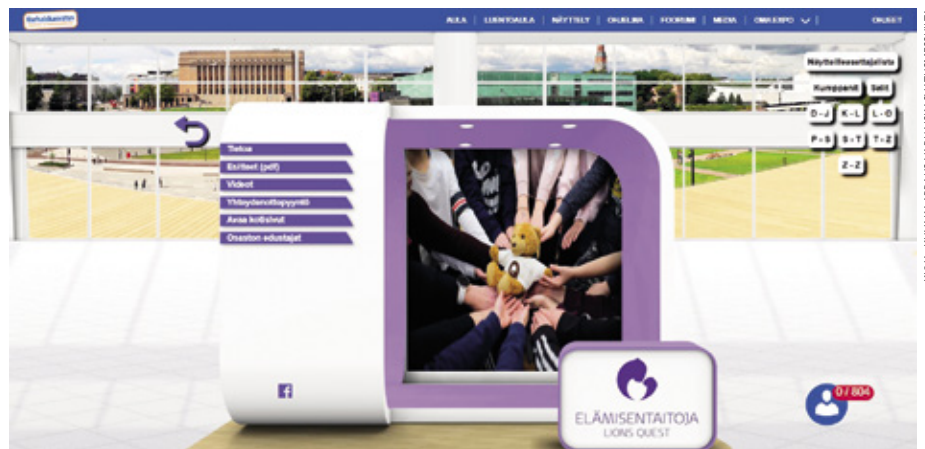 AULA | LUENTOAULA | NÄYTTELY | OHJELMA | FOORUMI | MEDIA | OMA EXPO | OHJEET
Näytteilleasettajalista
Kumppanit Salit
D - J K - L L - O
P - S S - T T - Z
Z - Z
Tietoa
Esitteet (pdf)
Videot
Yhteydenottopyyntö
Avaa kotisivut
Osaston edustajat
0 / 804
ELÄMISENTAITOJA
LIONS QUEST